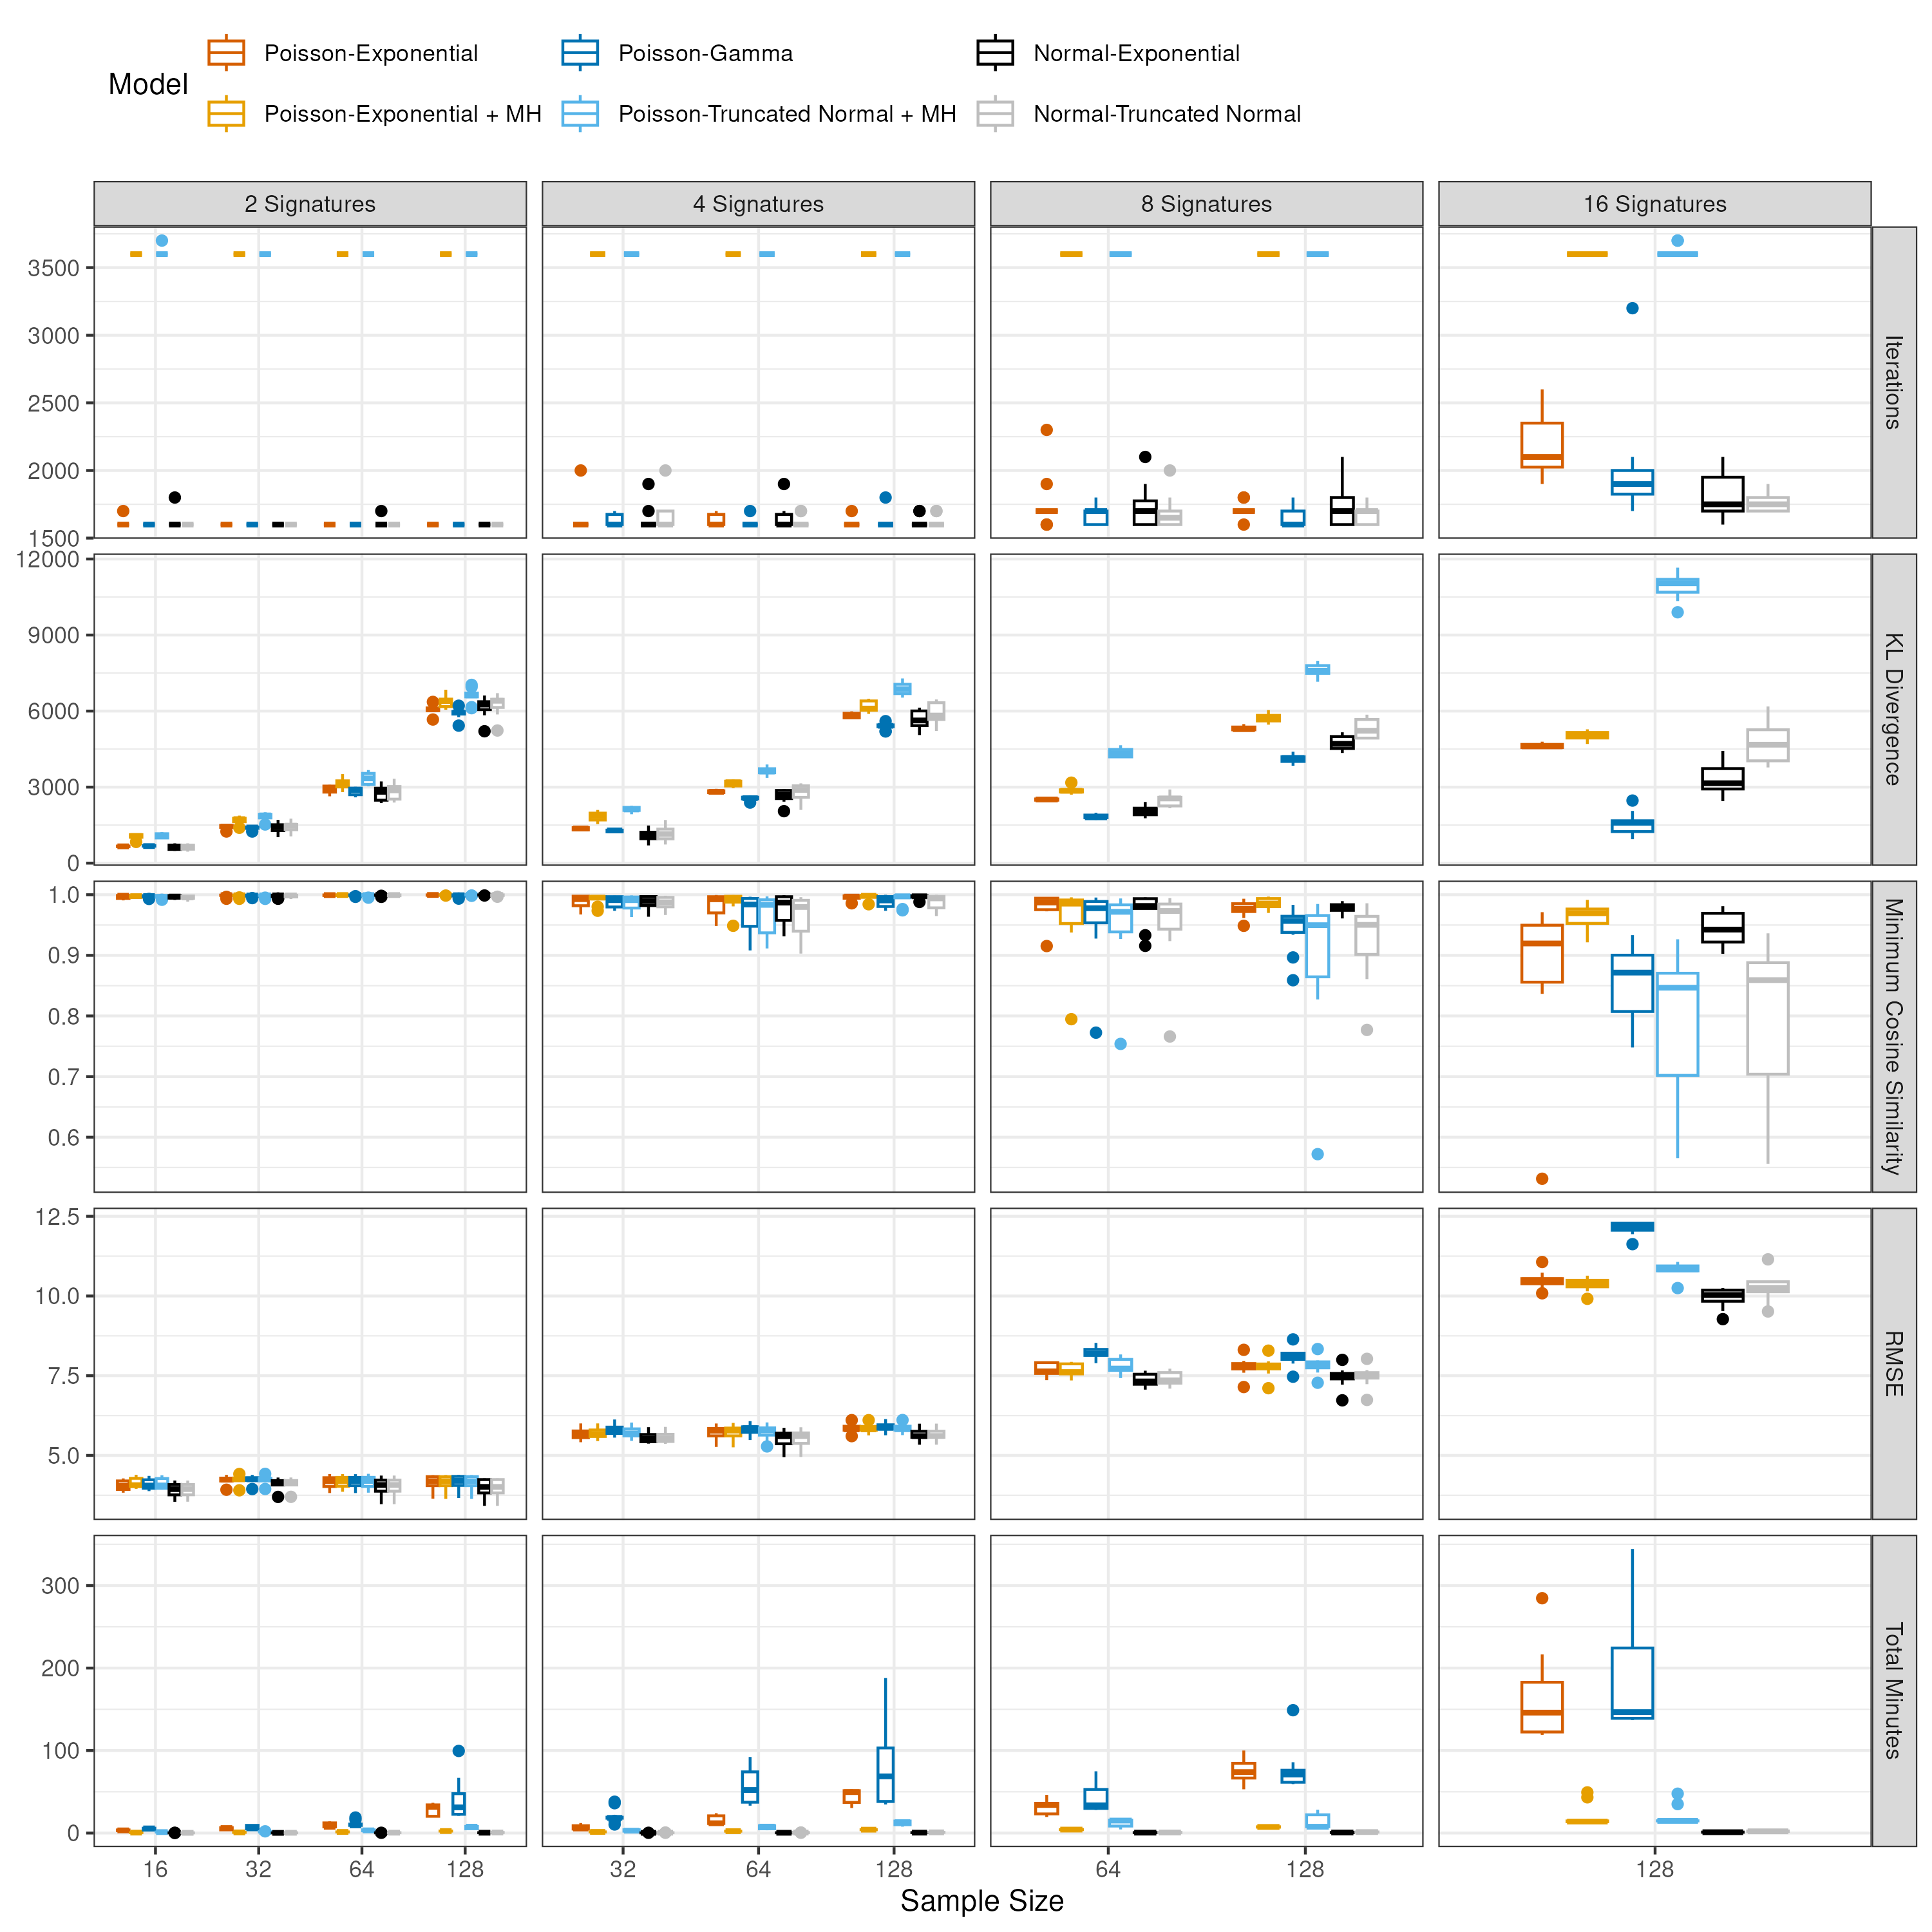 Model
Poisson-Exponential
Poisson-Gamma
Normal-Exponential
Poisson-Exponential + MH
Poisson-Truncated Normal + MH
Normal-Truncated Normal
2 Signatures
4 Signatures
8 Signatures
16 Signatures
3500
3000
2500
2000
1500
Iterations
12000
9000
6000
3000
0
KL Divergence
1.0
0.9
0.8
0.7
0.6
Minimum Cosine Similarity
12.5
10.0
7.5
5.0
RMSE
300
200
100
0
Total Minutes
16 32 64 128
32 64 128
64 128
128
Sample Size